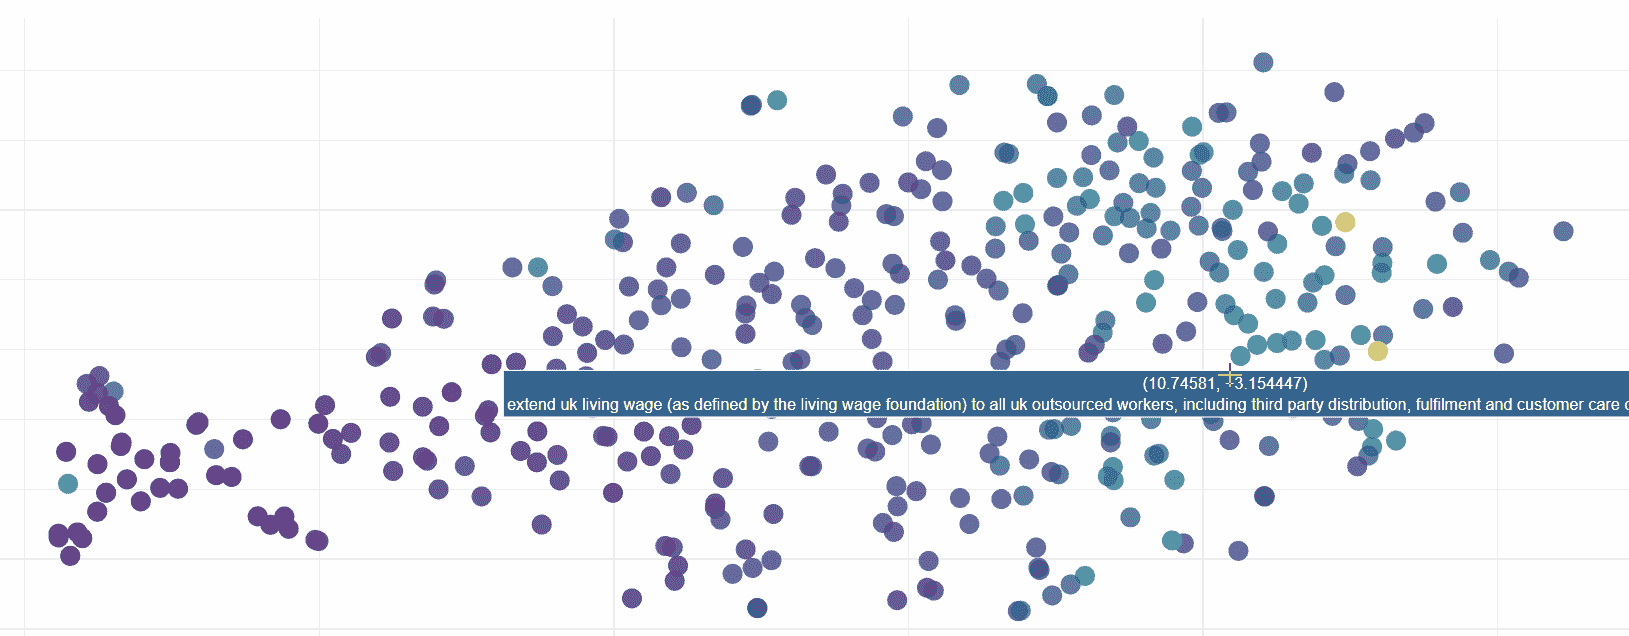 (10.74581, −3.154447)
extend uk living wage (as defined by the living wage foundation) to all uk outsourced workers, including third party distribution, fulfilment and customer care